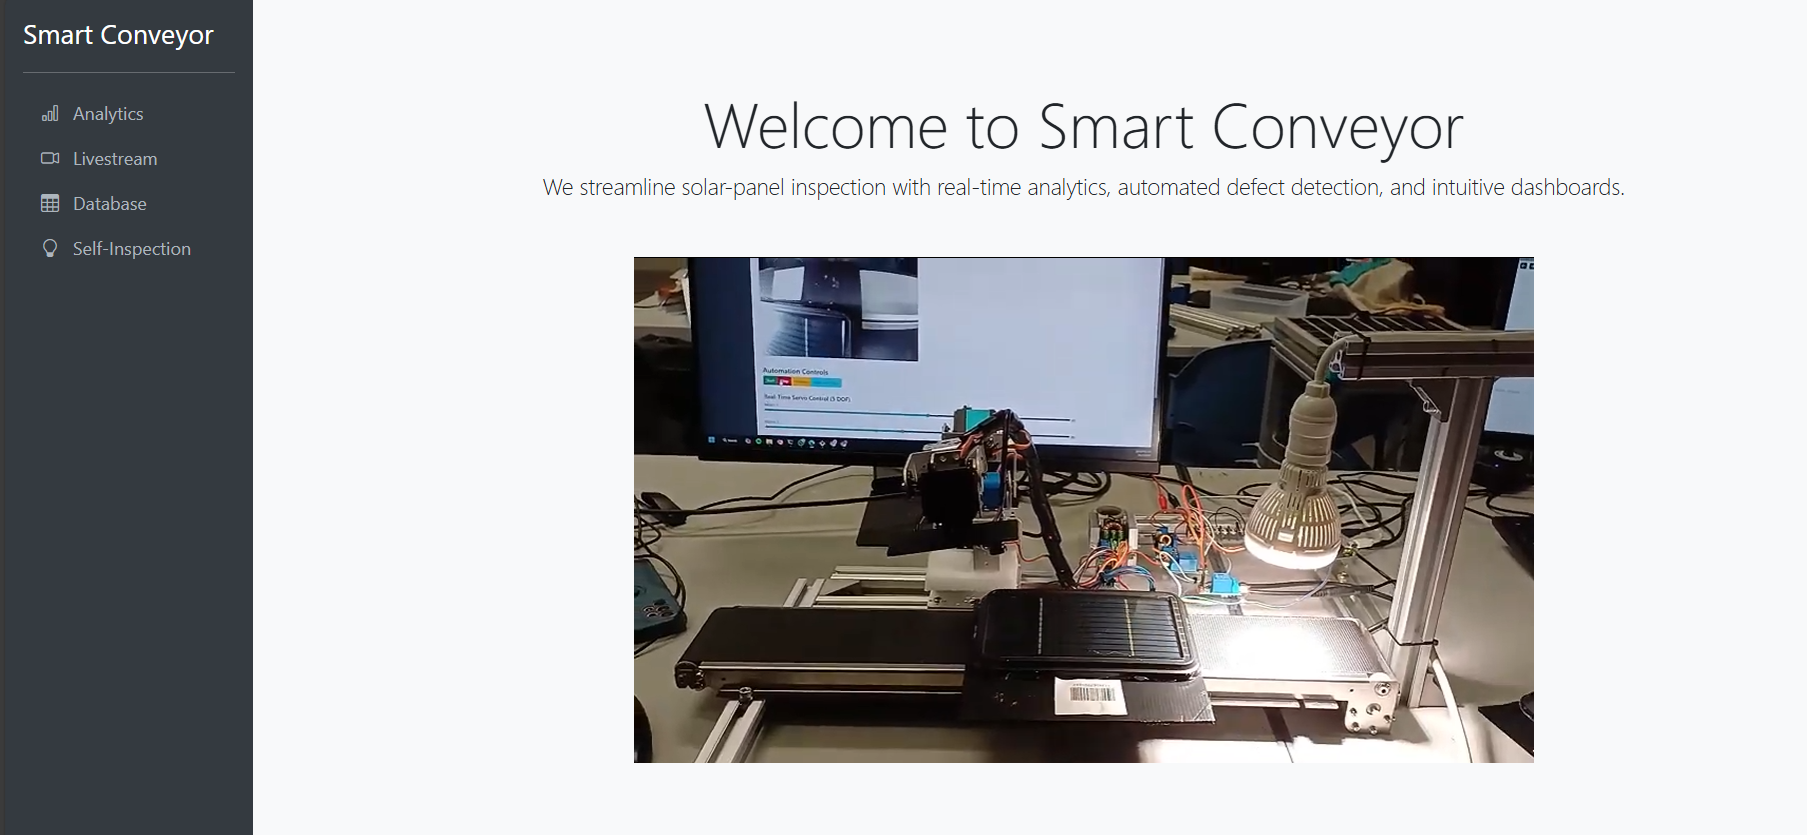 Smart Conveyor
Analytics
Livestream
Database
Self-Inspection
Welcome to Smart Conveyor
We streamline solar-panel inspection with real-time analytics, automated defect detection, and intuitive dashboards.
Automation Controls
Real-Time Servo Control (5 DOF)